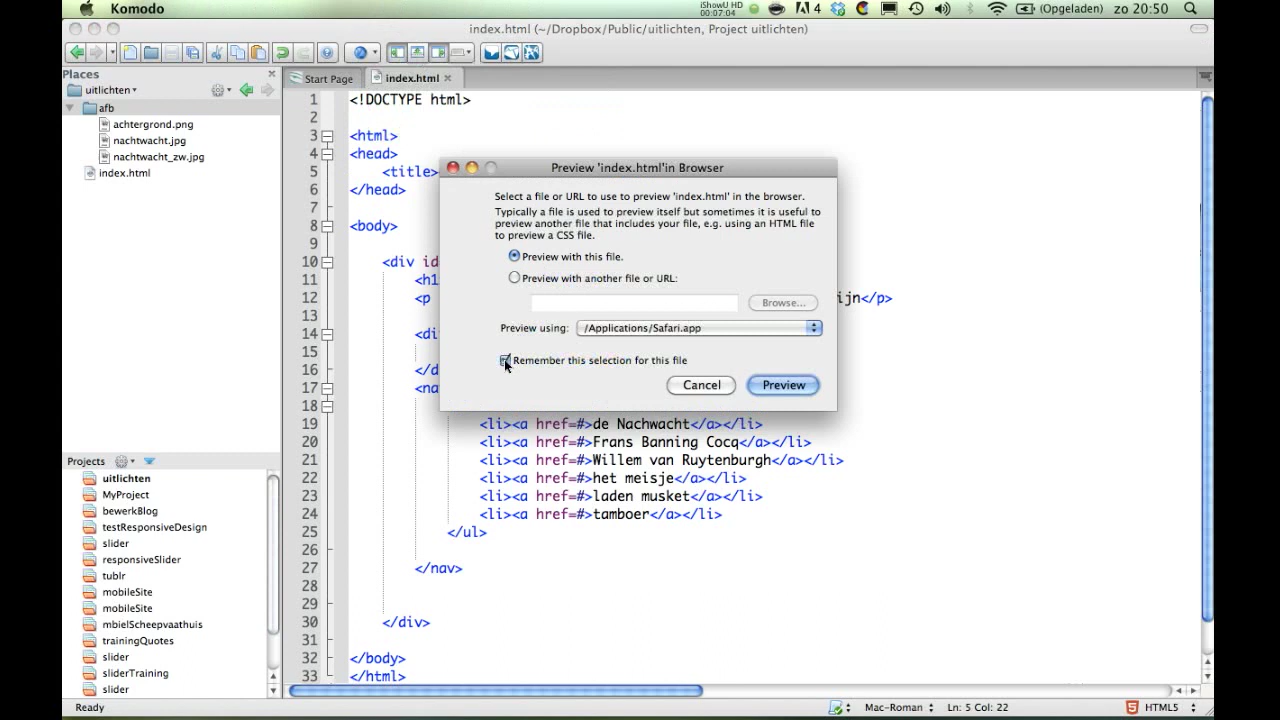 Komodo
iShowU HD
00:07:04
4
(Opgeladen)
zo 20:50
index.html (~/Dropbox/Public/uitlichten, Project uitlichten)
Places
uitlichten
afb
achtergrond.png
nachtwacht.jpg
nachtwacht_zw.jpg
index.html
Projects
uitlichten
MyProject
bewerkBlog
testResponsiveDesign
slider
responsiveSlider
tublr
mobileSite
mobileSite
mbielScheepvaathuis
trainingQuotes
slider
sliderTraining
slider
Start Page
index.html
1 <!DOCTYPE html>
2
3 <html>
4 <head>
5 <title>
6 </head>
7
8 <body>
9
10 <div id
11 <h1
12 <p ijn</p>
13
14 <di
15
16 </d
17 <na
18
19 <li><a href=#>de Nachwacht</a></li>
20 <li><a href=#>Frans Banning Cocq</a></li>
21 <li><a href=#>Willem van Ruytenburgh</a></li>
22 <li><a href=#>het meisje</a></li>
23 <li><a href=#>laden musket</a></li>
24 <li><a href=#>tamboer</a></li>
25 </ul>
26
27 </nav>
28
29
30 </div>
31
32 </body>
33 </html>
Preview 'index.html'in Browser
Select a file or URL to use to preview 'index.html' in the browser.
Typically a file is used to preview itself but sometimes it is useful to
preview another file that includes your file, e.g. using an HTML file
to preview a CSS file.
Preview with this file.
Preview with another file or URL:
Browse...
Preview using: /Applications/Safari.app
Remember this selection for this file
Cancel
Preview
Ready
Mac-Roman
Ln: 5 Col: 22
HTML5